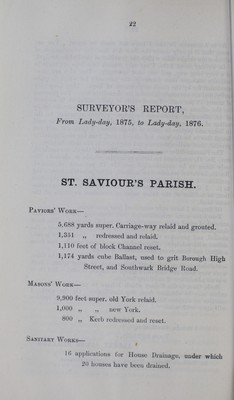 22
SURVEYOR'S REPORT,
From Lady-day, 1875, to Lady-day, 1876.
ST. SAVIOUR'S PARISH.
PAVIORS' WORK—
5,688 yards super. Carriage-way relaid and grouted.
1,351 „ redressed and relaid.
1,110 feet of block Channel reset.
1,174 yards cube Ballast, used to grit Borough High
Street, and Southwark Bridge Road.
MASONS' WORK—
9,900 feet super. old York relaid.
1,000 „ „ new York.
800 „ Kerb redressed and reset.
SANITARY WORKS—
16 applications for House Drainage, under which
20 houses have been drained.